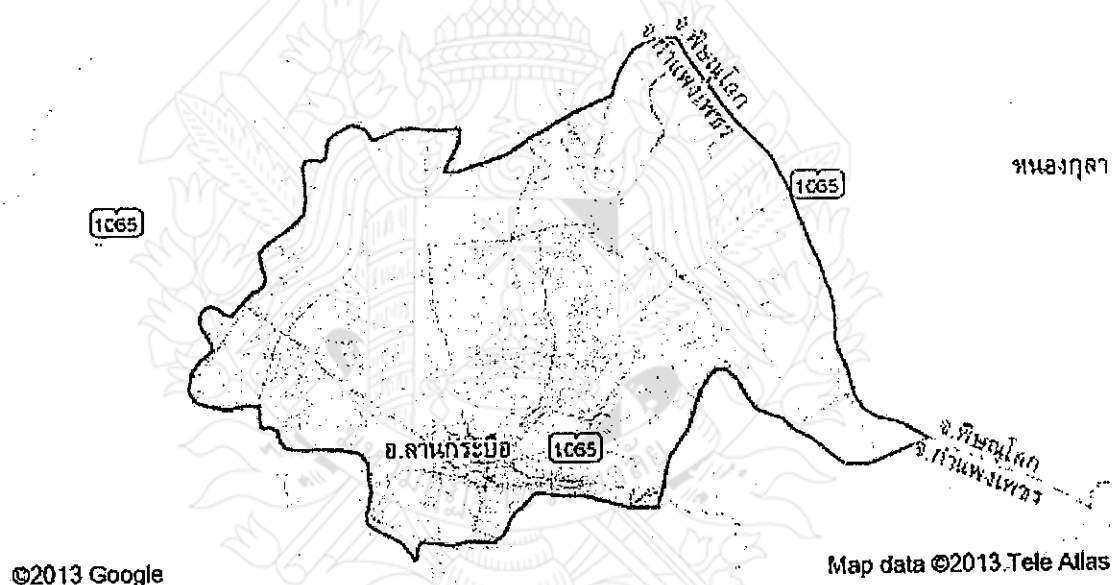 จ.พิษณุโลก
จ.กำแพงเพชร
หนองกุลา
1065
1065
อ.ลานกระบือ
1065
จ.พิษณุโลก
จ.กำแพงเพชร
©2013 Google
Map data ©2013 Tele Atlas